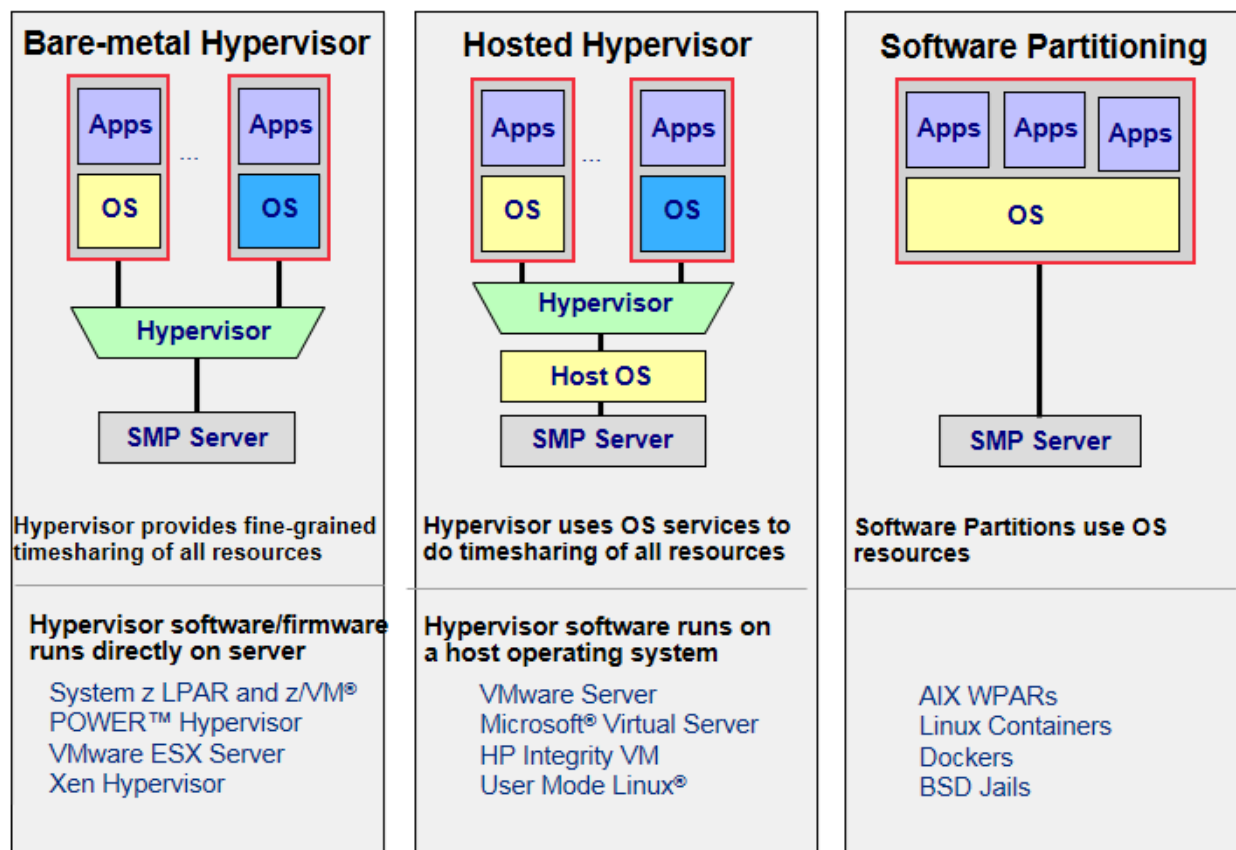 Bare-metal Hypervisor
Apps
...
Apps
OS
OS
Hypervisor
SMP Server
Hypervisor provides fine-grained
timesharing of all resources
Hypervisor software/firmware
runs directly on server
System z LPAR and z/VM®
POWER™ Hypervisor
VMware ESX Server
Xen Hypervisor
Hosted Hypervisor
Apps
...
Apps
OS
OS
Hypervisor
Host OS
SMP Server
Hypervisor uses OS services to
do timesharing of all resources
Hypervisor software runs on
a host operating system
VMware Server
Microsoft® Virtual Server
HP Integrity VM
User Mode Linux®
Software Partitioning
Apps
Apps
Apps
OS
SMP Server
Software Partitions use OS
resources
AIX WPARs
Linux Containers
Dockers
BSD Jails